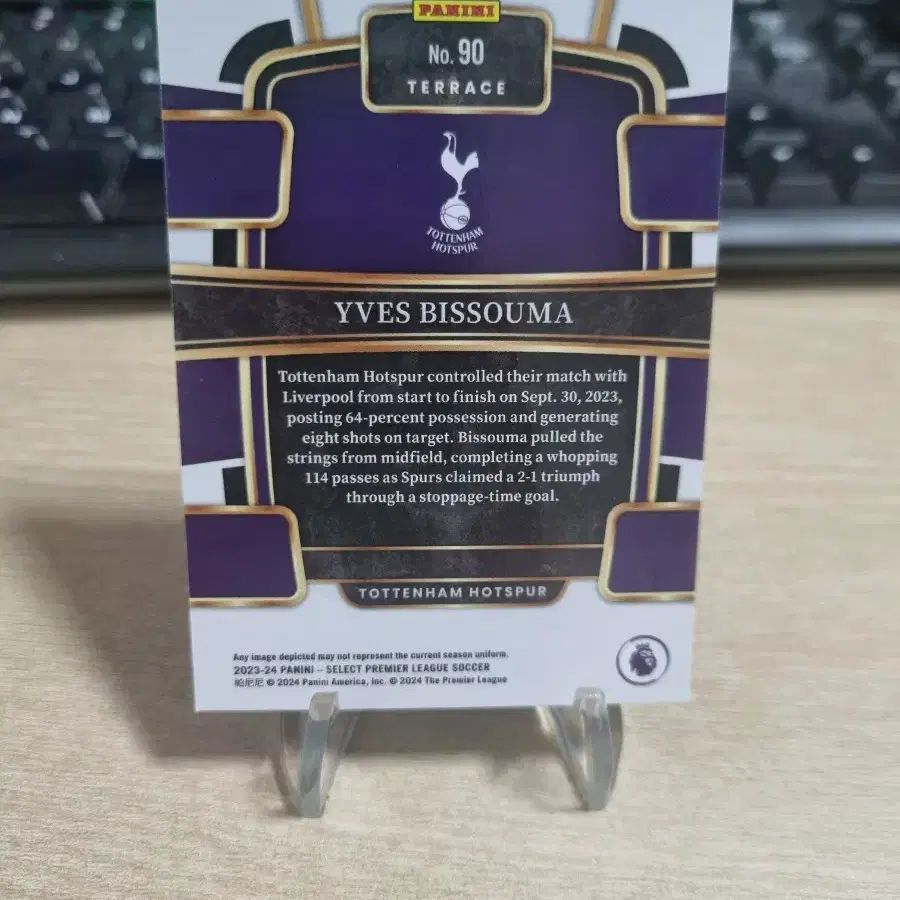 PANINI
No. 90
TERRACE
TOTTENHAM
HOTSPUR
YVES BISSOUMA
Tottenham Hotspur controlled their match with
Liverpool from start to finish on Sept. 30, 2023,
posting 64-percent possession and generating
eight shots on target. Bissouma pulled the
strings from midfield, completing a whopping
114 passes as Spurs claimed a 2-1 triumph
through a stoppage-time goal.
TOTTENHAM HOTSPUR
Any image depicted may not represent the current season uniform.
2023-24 PANINI – SELECT PREMIER LEAGUE SOCCER
帕尼尼 © 2024 Panini America, Inc. © 2024 The Premier League